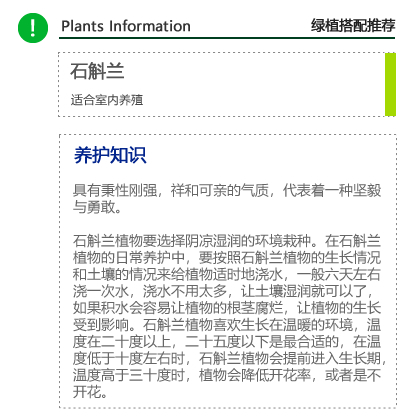 ! Plants Information 绿植搭配推荐
石斛兰
适合室内养殖
养护知识
具有秉性刚强，祥和可亲的气质，代表着一种坚毅
与勇敢。
石斛兰植物要选择阴凉湿润的环境栽种。在石斛兰
植物的日常养护中，要按照石斛兰植物的生长情况
和土壤的情况来给植物适时地浇水，一般六天左右
浇一次水，浇水不用太多，让土壤湿润就可以了，
如果积水会容易让植物的根茎腐烂，让植物的生长
受到影响。石斛兰植物喜欢生长在温暖的环境，温
度在二十度以上，二十五度以下是最合适的，在温
度低于十度左右时，石斛兰植物会提前进入生长期，
温度高于三十度时，植物会降低开花率，或者是不
开花。